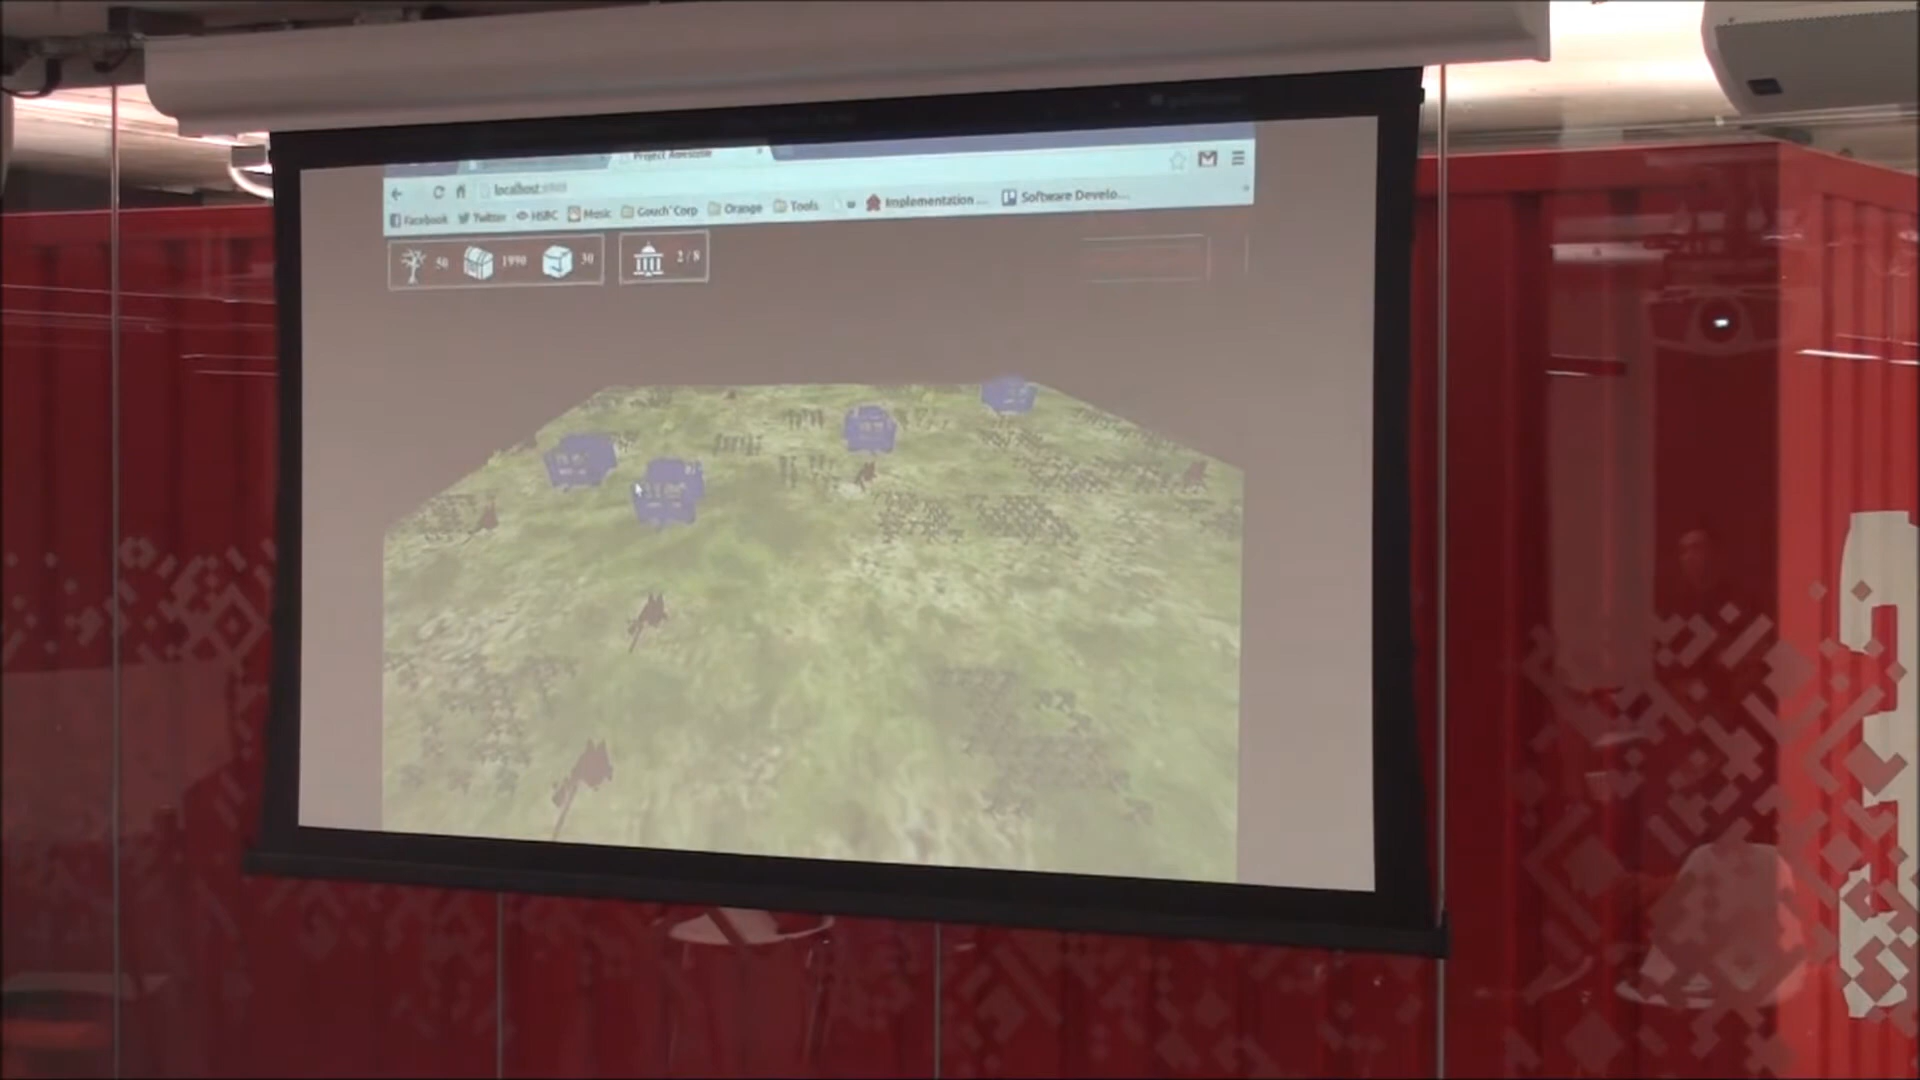 Project Awesome
localhost
Facebook Twitter HSBC Music Couch' Corp Orange Tools Implementation ... Software Develo...
50 1990 30 2 / 8